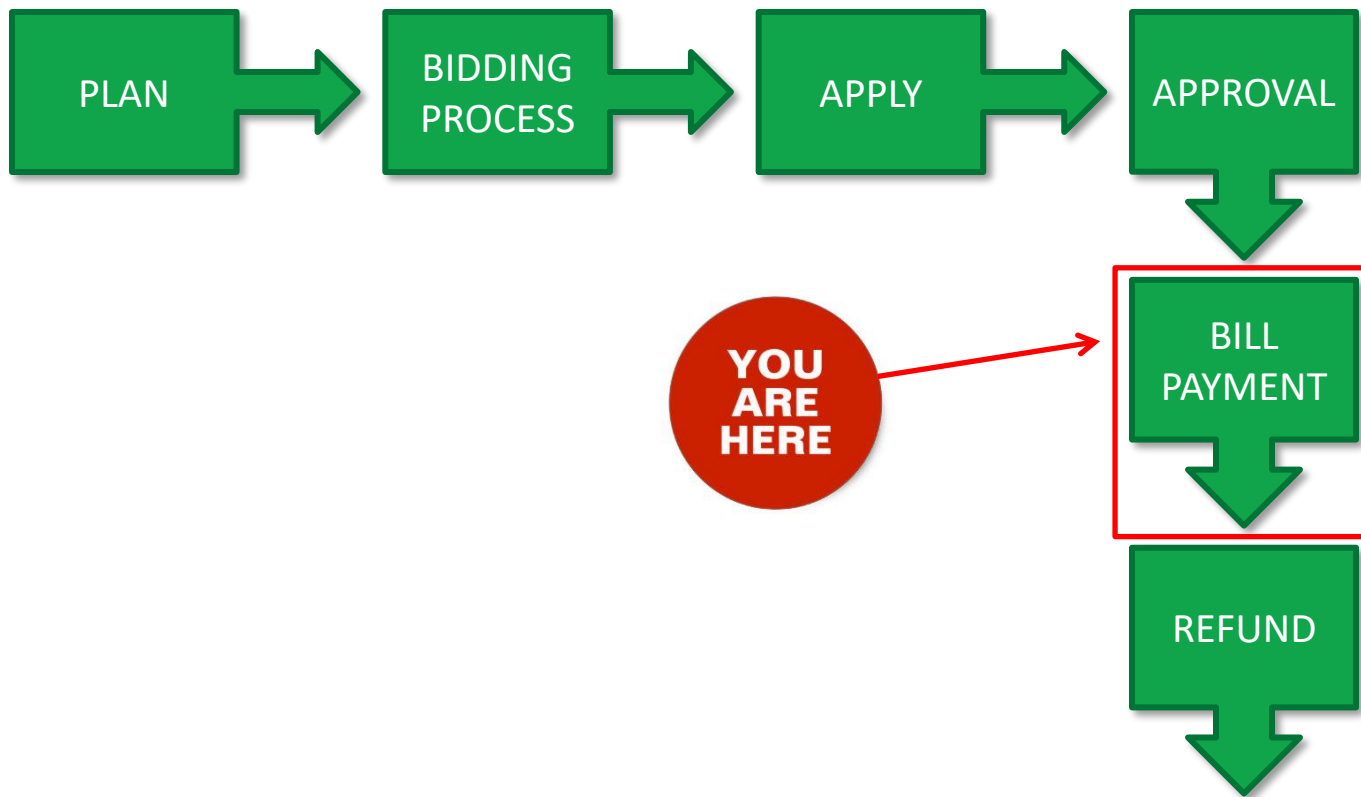 PLAN
BIDDING
PROCESS
APPLY
APPROVAL
YOU
ARE
HERE
BILL
PAYMENT
REFUND